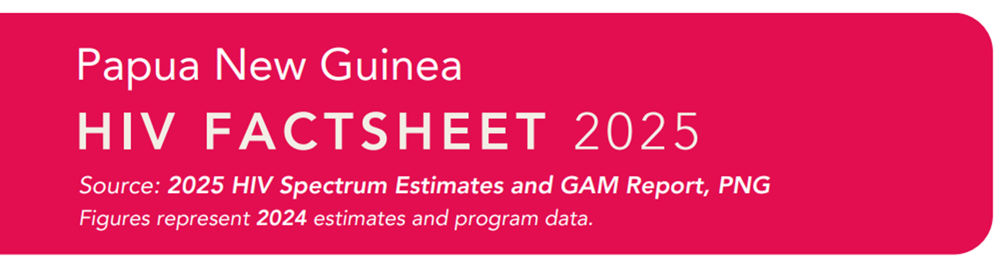 Papua New Guinea
HIV FACTSHEET 2025
Source: 2025 HIV Spectrum Estimates and GAM Report, PNG
Figures represent 2024 estimates and program data.